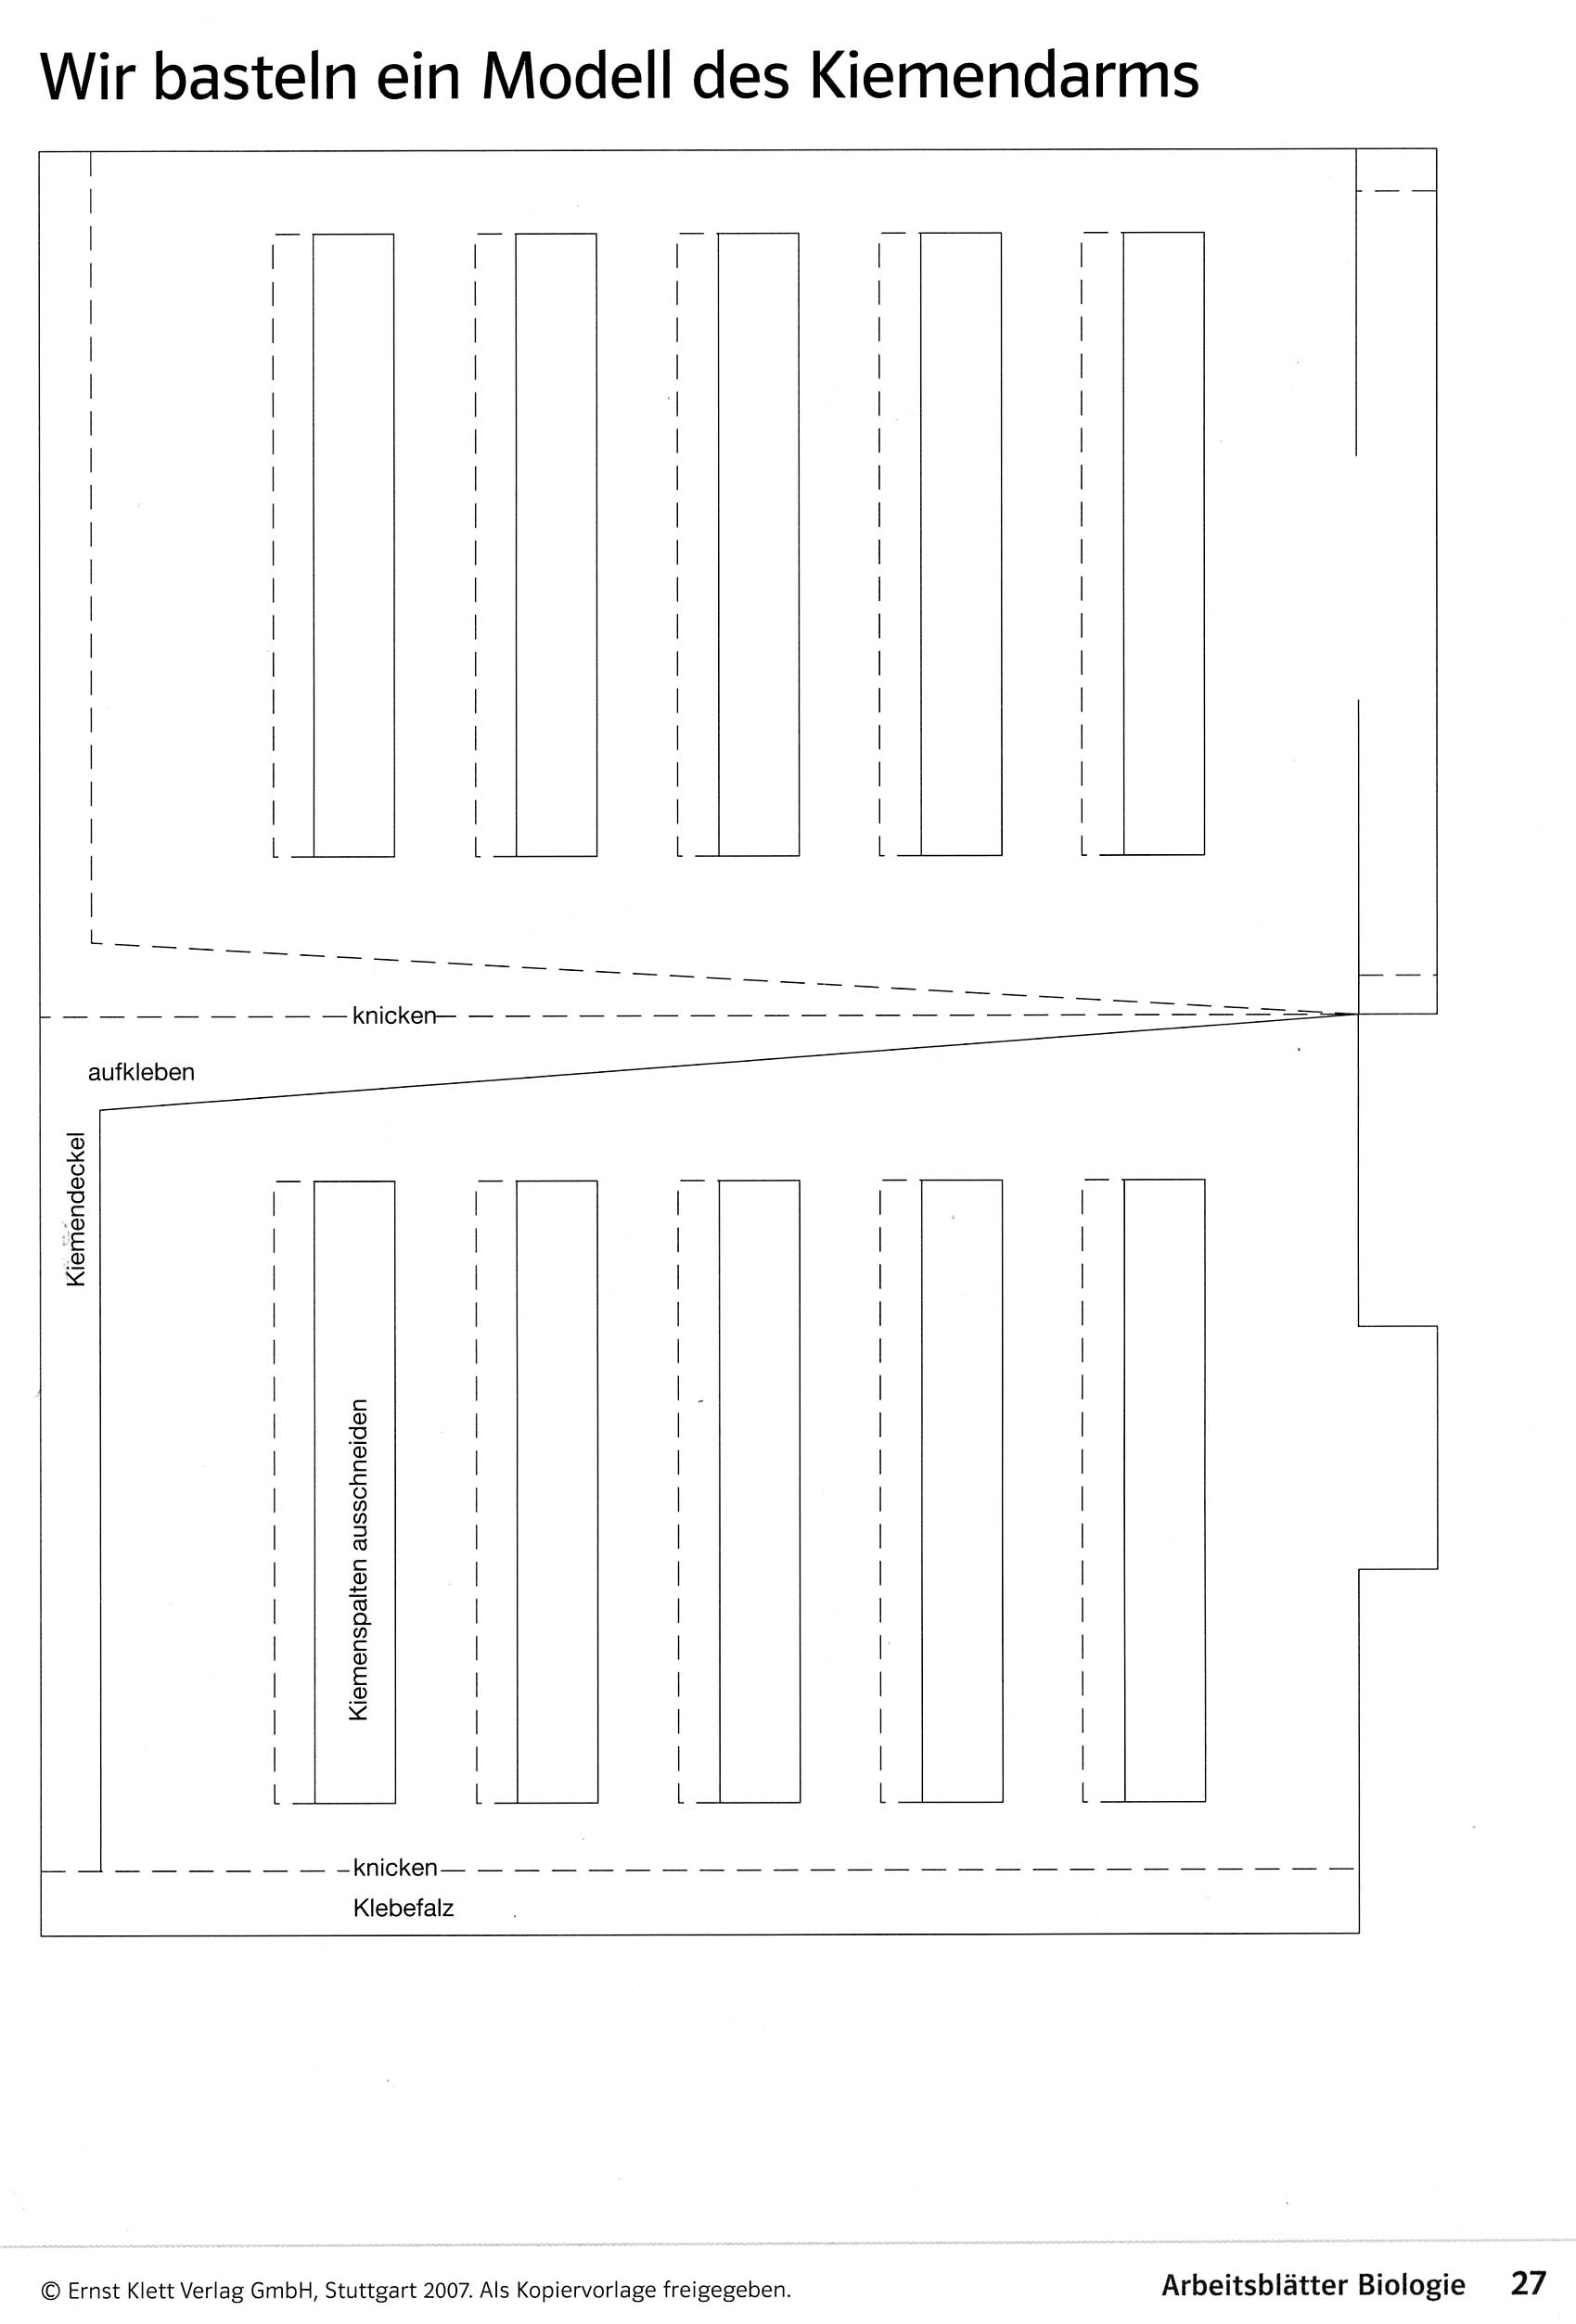 Wir basteln ein Modell des Kiemendarms
knicken
aufkleben
Kiemendeckel
Kiemenspalten ausschneiden
knicken
Klebefalz
© Ernst Klett Verlag GmbH, Stuttgart 2007. Als Kopiervorlage freigegeben.
Arbeitsblätter Biologie 27